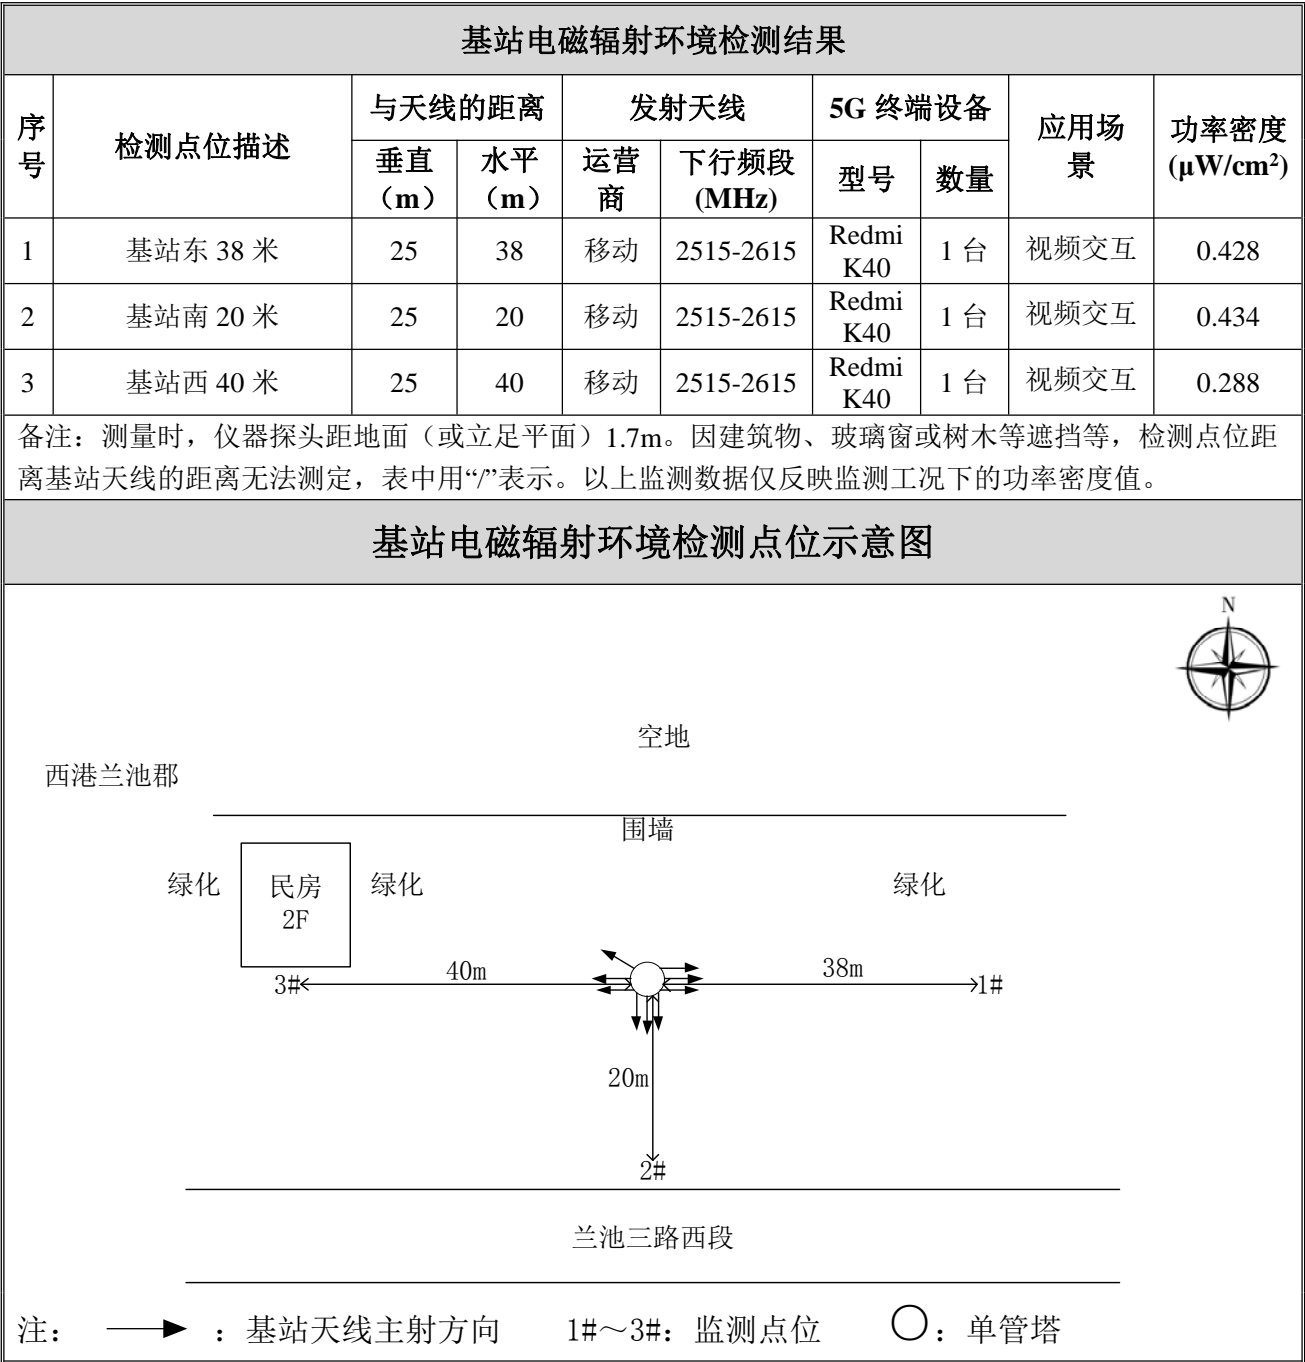 基站电磁辐射环境检测结果
序号 检测点位描述 与天线的距离 发射天线 5G 终端设备 应用场景 功率密度(μW/cm²)
垂直（m） 水平（m） 运营商 下行频段(MHz) 型号 数量
1 基站东 38 米 25 38 移动 2515-2615 Redmi K40 1 台 视频交互 0.428
2 基站南 20 米 25 20 移动 2515-2615 Redmi K40 1 台 视频交互 0.434
3 基站西 40 米 25 40 移动 2515-2615 Redmi K40 1 台 视频交互 0.288
备注：测量时，仪器探头距地面（或立足平面）1.7m。因建筑物、玻璃窗或树木等遮挡等，检测点位距
离基站天线的距离无法测定，表中用“/”表示。以上监测数据仅反映监测工况下的功率密度值。
基站电磁辐射环境检测点位示意图
N
空地
西港兰池郡
围墙
绿化 民房 绿化 绿化
2F
40m 38m
3# 1#
20m
2#
兰池三路西段
注： ：基站天线主射方向 1#～3#：监测点位 ：单管塔